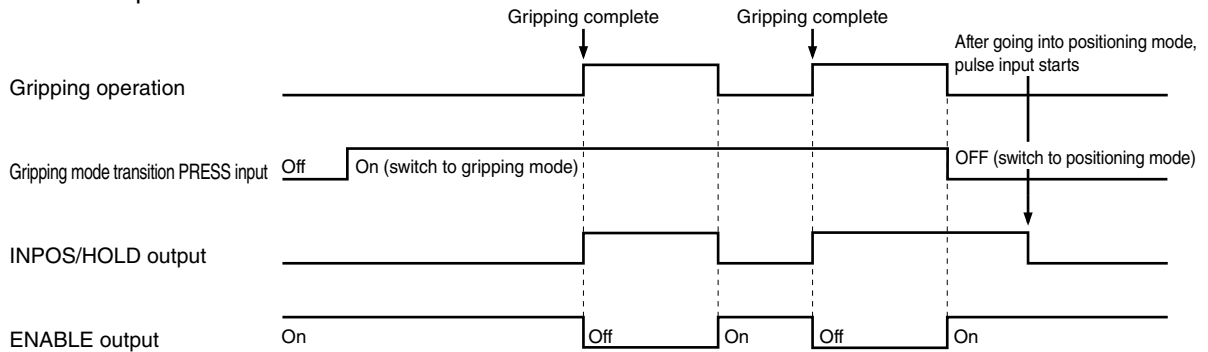 Gripping complete
Gripping complete
After going into positioning mode,
pulse input starts
Gripping operation
Gripping mode transition PRESS input
Off
On (switch to gripping mode)
OFF (switch to positioning mode)
INPOS/HOLD output
ENABLE output
On
Off
On
Off
On